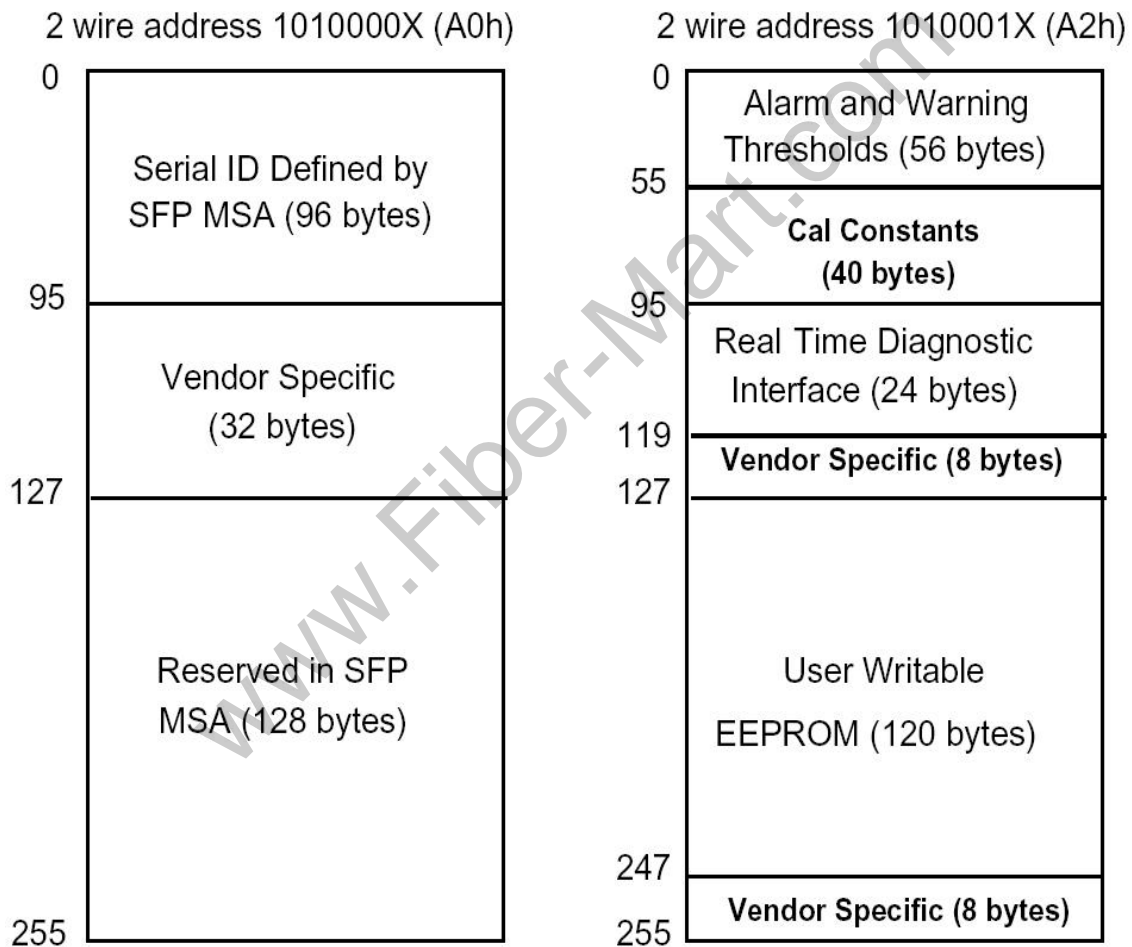 2 wire address 1010000X (A0h)
0
Serial ID Defined by
SFP MSA (96 bytes)
95
Vendor Specific
(32 bytes)
127
Reserved in SFP
MSA (128 bytes)
255
2 wire address 1010001X (A2h)
0
Alarm and Warning
Thresholds (56 bytes)
55
Cal Constants
(40 bytes)
95
Real Time Diagnostic
Interface (24 bytes)
119
Vendor Specific (8 bytes)
127
User Writable
EEPROM (120 bytes)
247
Vendor Specific (8 bytes)
255
www.Fiber-Mart.com